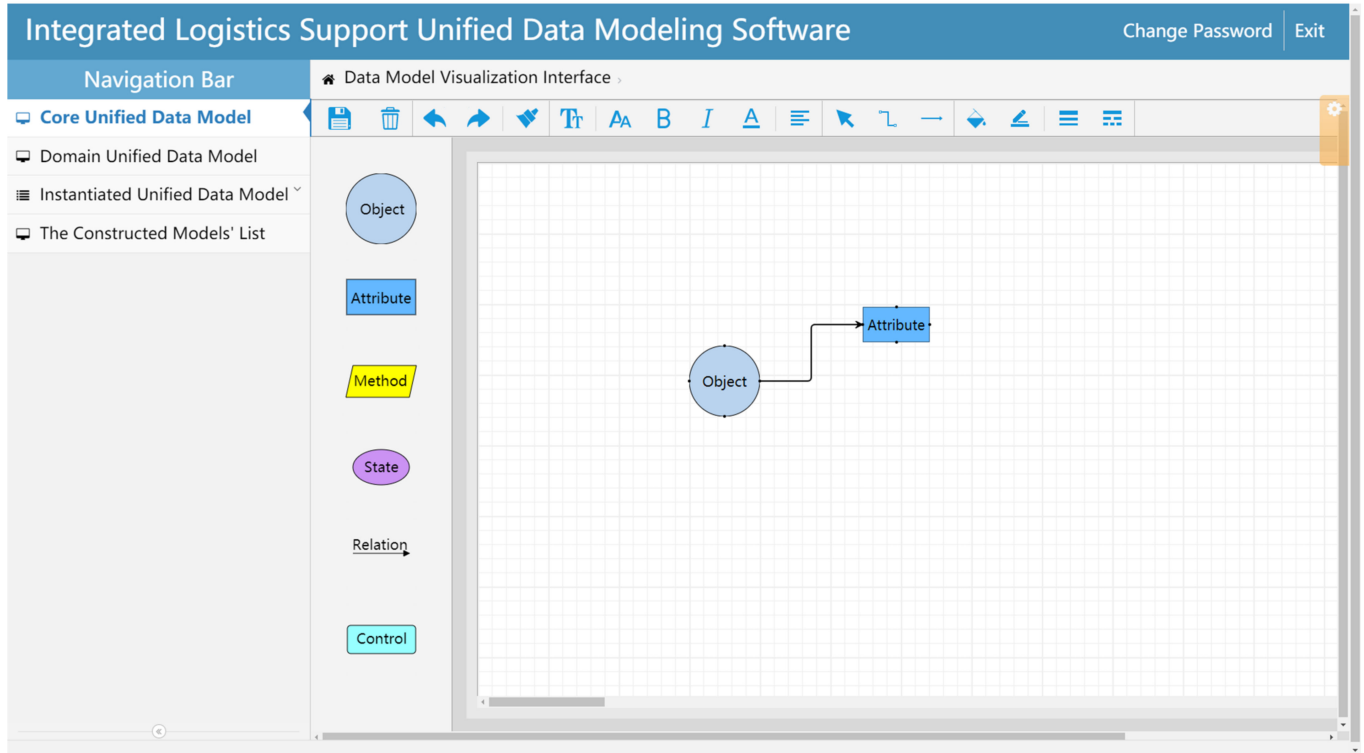 Integrated Logistics Support Unified Data Modeling Software
Change Password
Exit
Navigation Bar
Data Model Visualization Interface
Core Unified Data Model
Domain Unified Data Model
Instantiated Unified Data Model
The Constructed Models' List
Object
Attribute
Method
State
Relation
Control
Attribute
Object